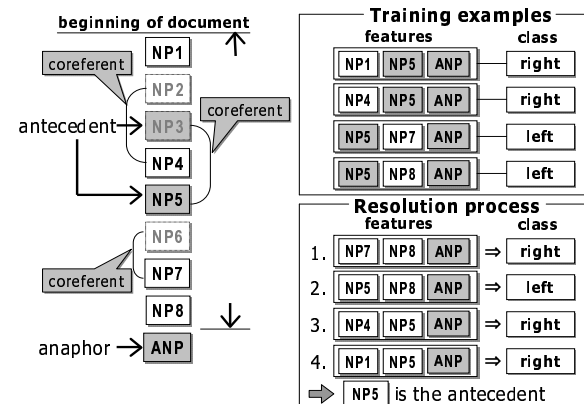 beginning of document
NP1
coreferent
NP2
coreferent
antecedent
NP3
NP4
NP5
NP6
NP7
coreferent
NP8
anaphor
ANP
Training examples
features class
NP1 NP5 ANP right
NP4 NP5 ANP right
NP5 NP7 ANP left
NP5 NP8 ANP left
Resolution process
features class
1. NP7 NP8 ANP ⇒ right
2. NP5 NP8 ANP ⇒ left
3. NP4 NP5 ANP ⇒ right
4. NP1 NP5 ANP ⇒ right
NP5 is the antecedent